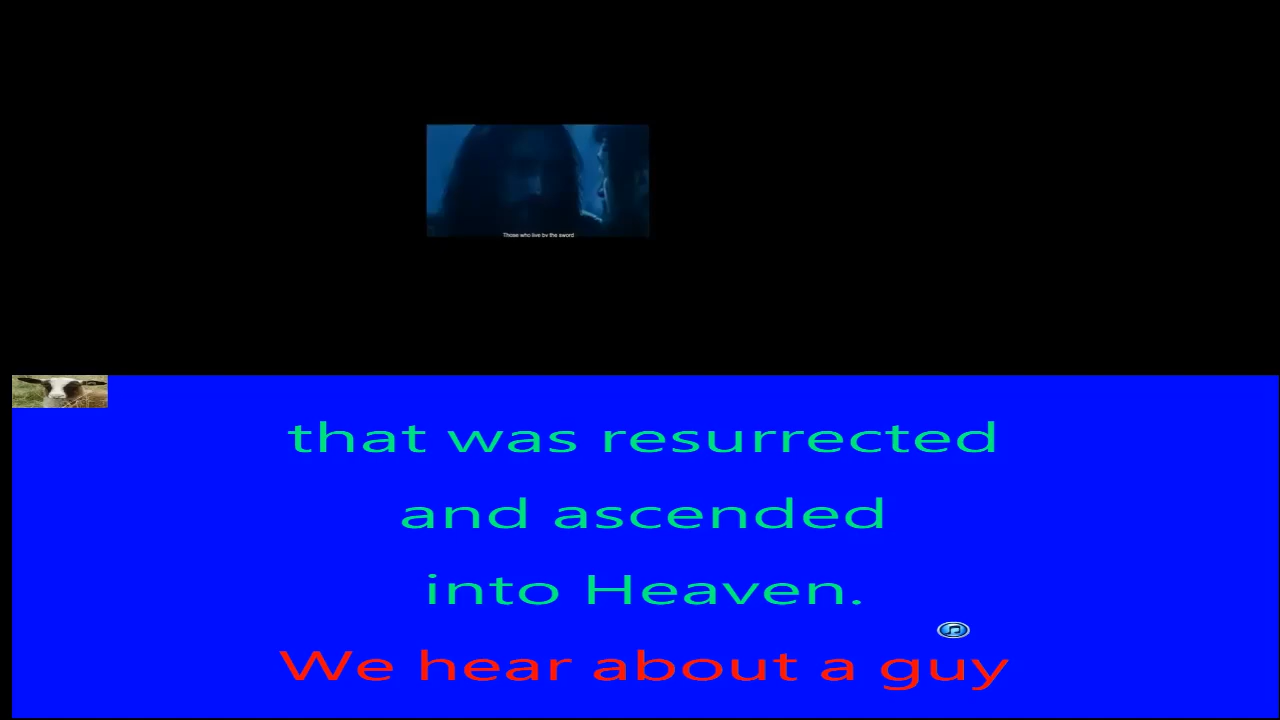 Those who live by the sword
that was resurrected
and ascended
into Heaven.
We hear about a guy